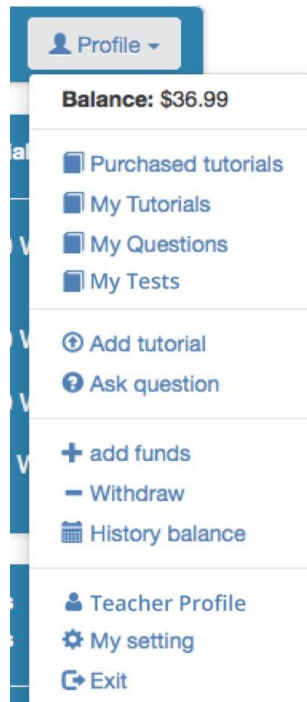 Profile
Balance: $36.99
Purchased tutorials
My Tutorials
My Questions
My Tests
Add tutorial
Ask question
add funds
Withdraw
History balance
Teacher Profile
My setting
Exit